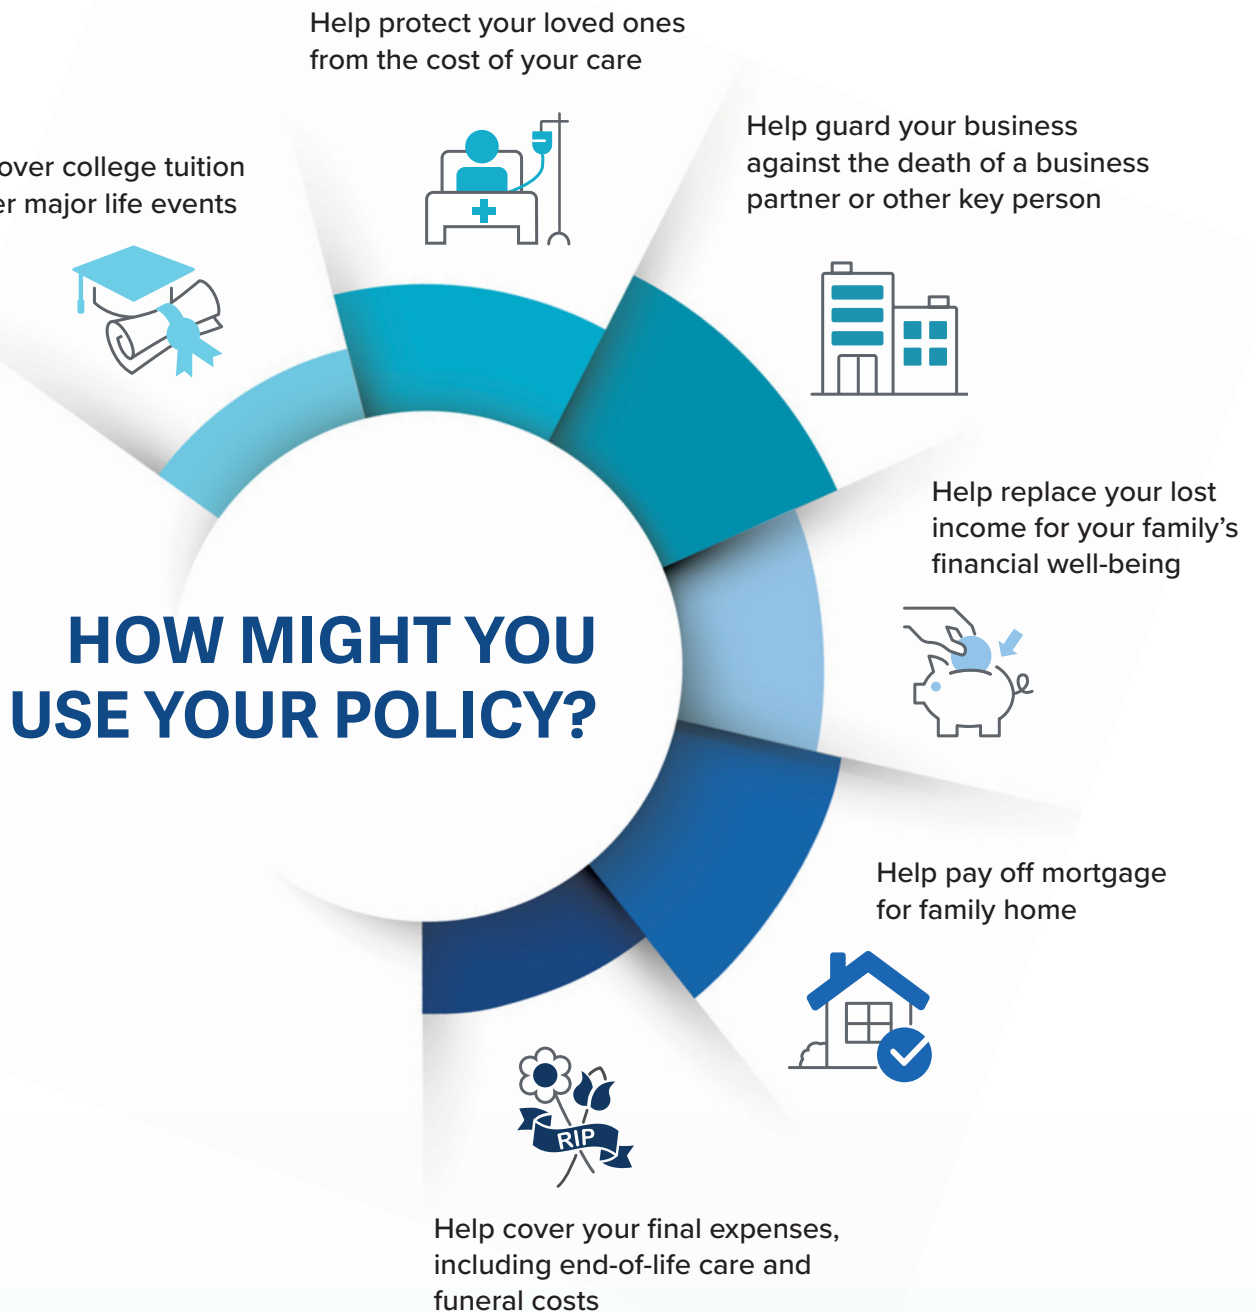 Help protect your loved ones
from the cost of your care
over college tuition
er major life events
Help guard your business
against the death of a business
partner or other key person
Help replace your lost
income for your family’s
financial well-being
HOW MIGHT YOU
USE YOUR POLICY?
Help pay off mortgage
for family home
RIP
Help cover your final expenses,
including end-of-life care and
funeral costs